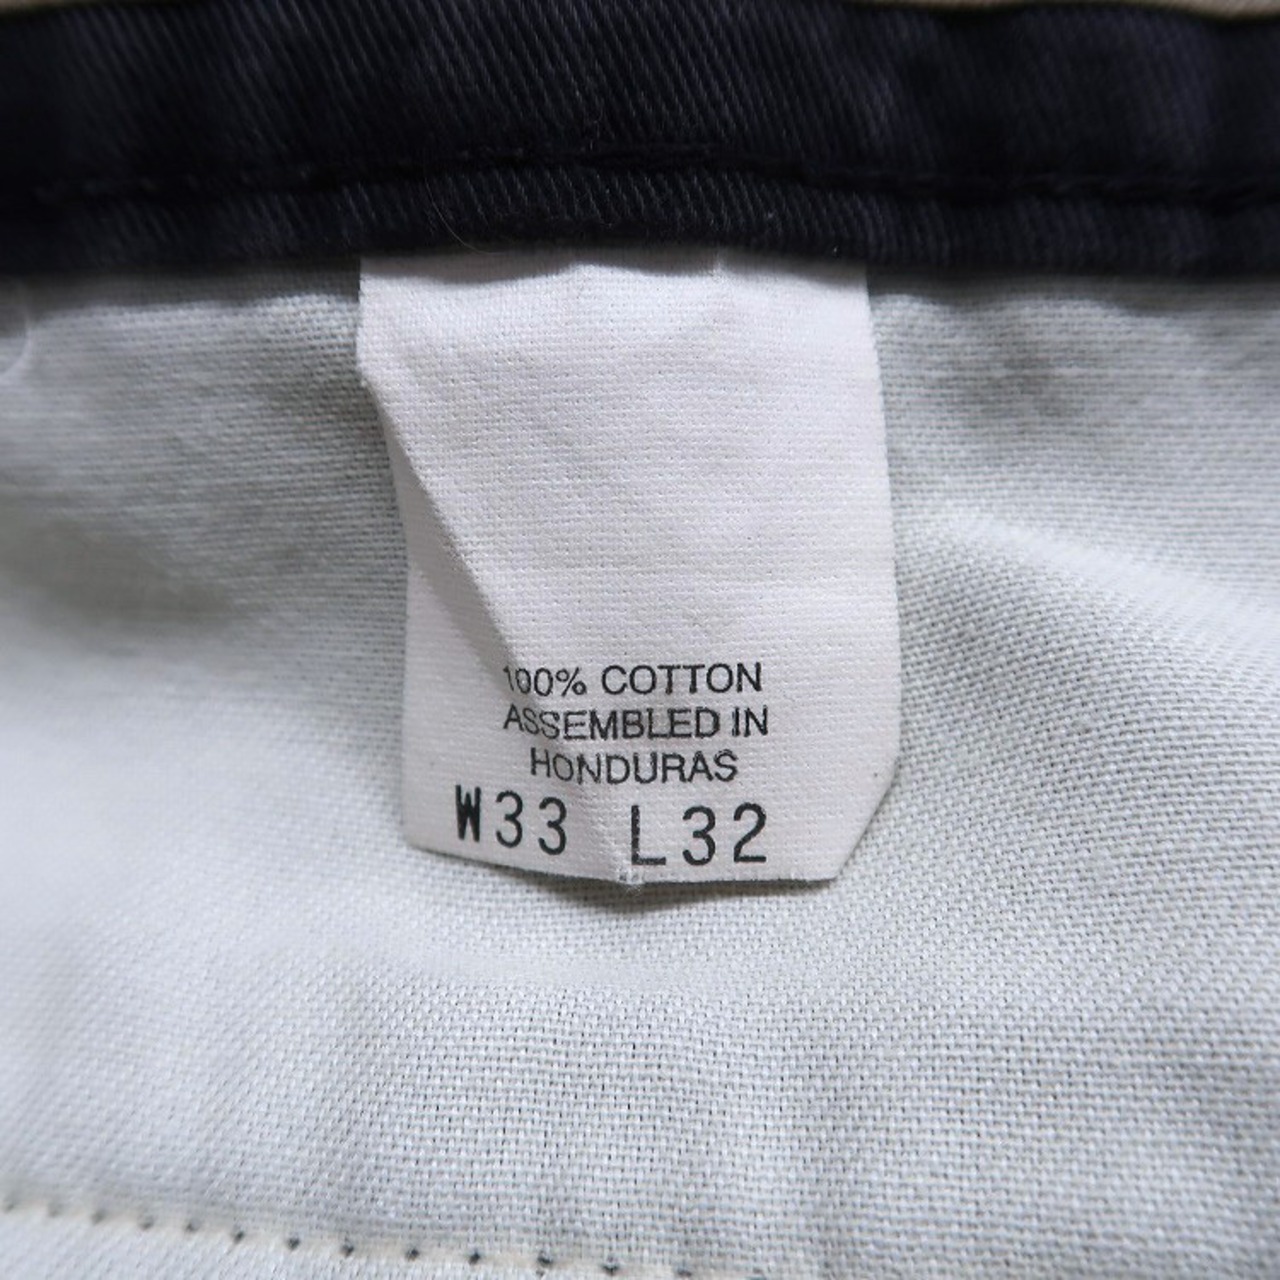 100% COTTON
ASSEMBLED IN
HONDURAS
W33 L32